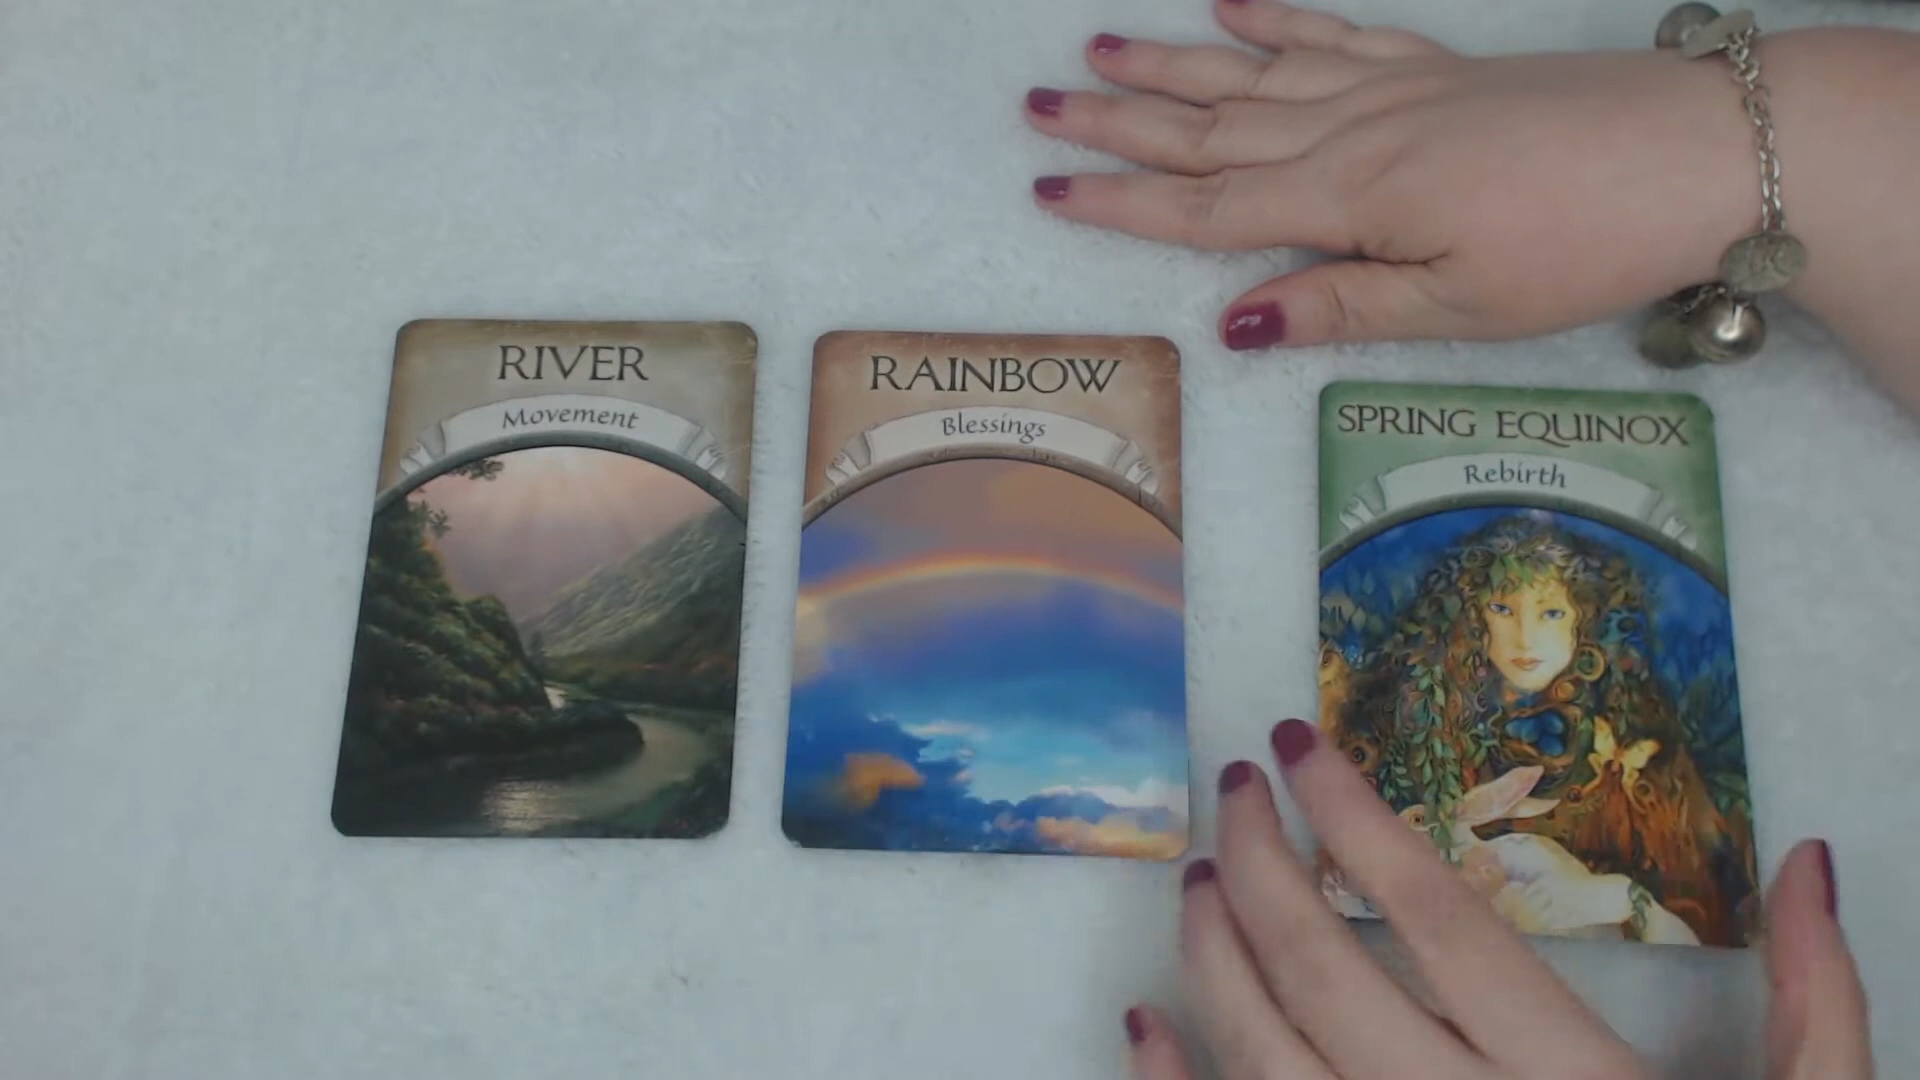 RIVER
Movement
RAINBOW
Blessings
SPRING EQUINOX
Rebirth